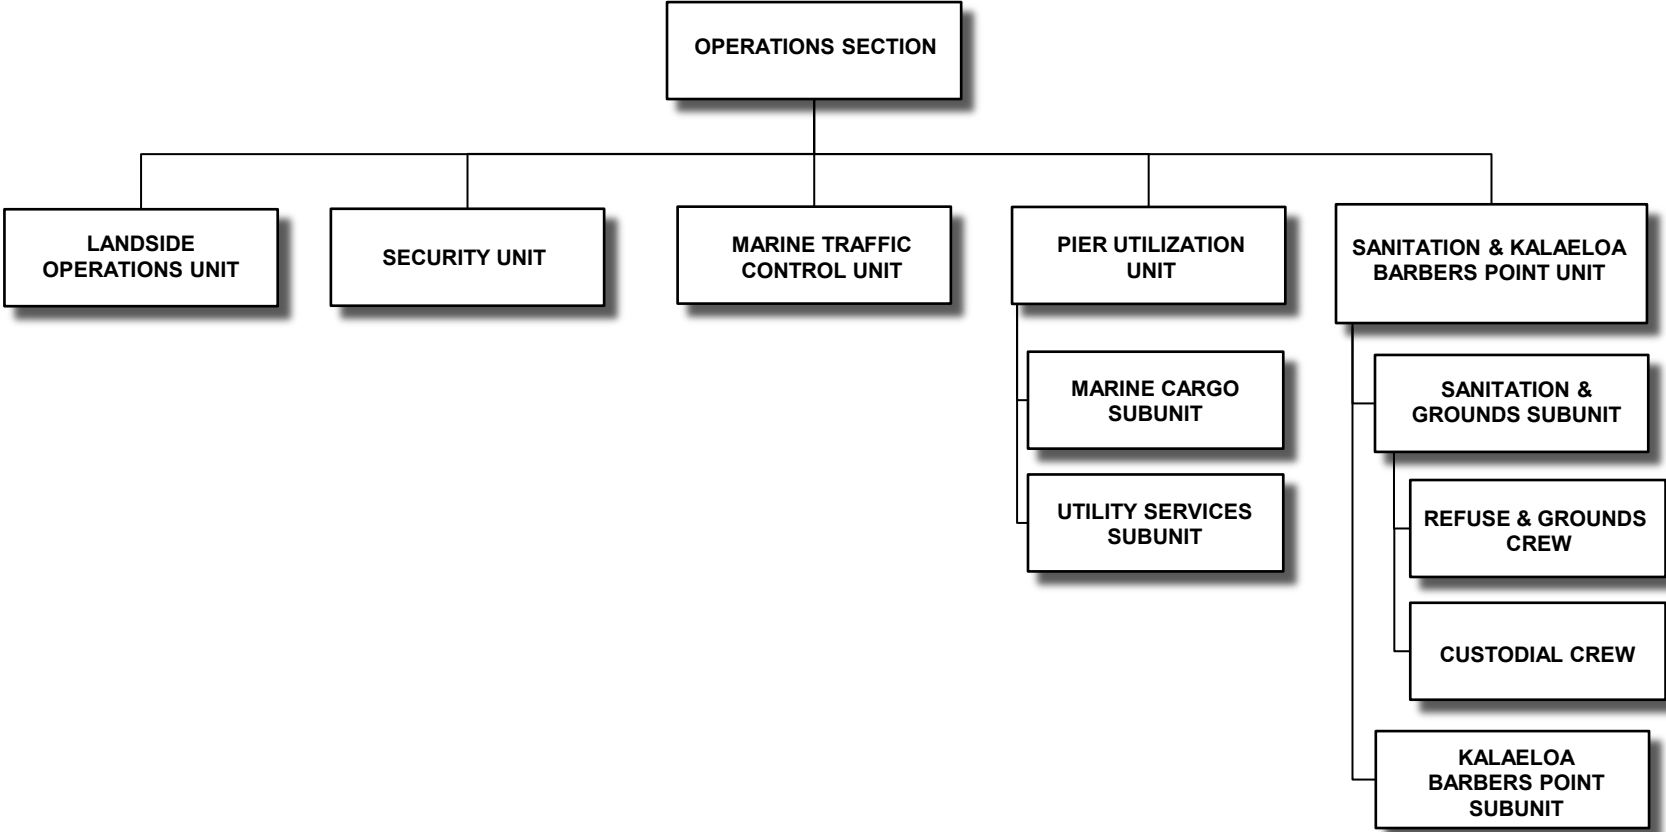 OPERATIONS SECTION
LANDSIDE
OPERATIONS UNIT
SECURITY UNIT
MARINE TRAFFIC
CONTROL UNIT
PIER UTILIZATION
UNIT
SANITATION & KALAELOA
BARBERS POINT UNIT
MARINE CARGO
SUBUNIT
UTILITY SERVICES
SUBUNIT
SANITATION &
GROUNDS SUBUNIT
REFUSE & GROUNDS
CREW
CUSTODIAL CREW
KALAELOA
BARBERS POINT
SUBUNIT